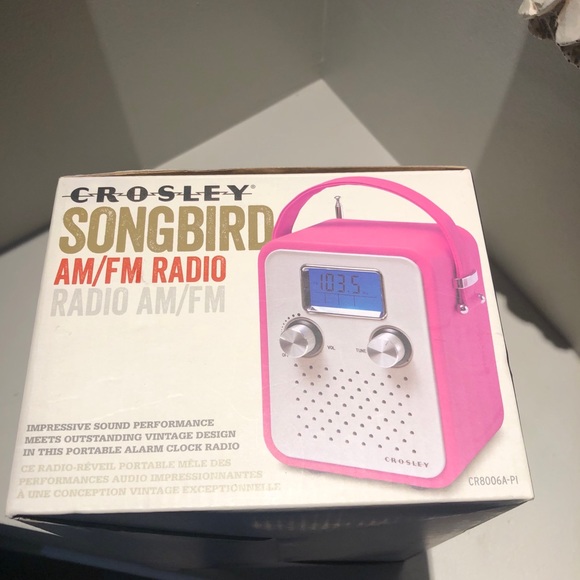 CROSLEY®
SONGBIRD
AM/FM RADIO
RADIO AM/FM
103.5
VOL
TUNE
IMPRESSIVE SOUND PERFORMANCE
MEETS OUTSTANDING VINTAGE DESIGN
IN THIS PORTABLE ALARM CLOCK RADIO
CE RADIO-RÉVEIL PORTABLE MÊLE DES
PERFORMANCES AUDIO IMPRESSIONNANTES
À UNE CONCEPTION VINTAGE EXCEPTIONNELLE
CROSLEY
CR8006A-PI